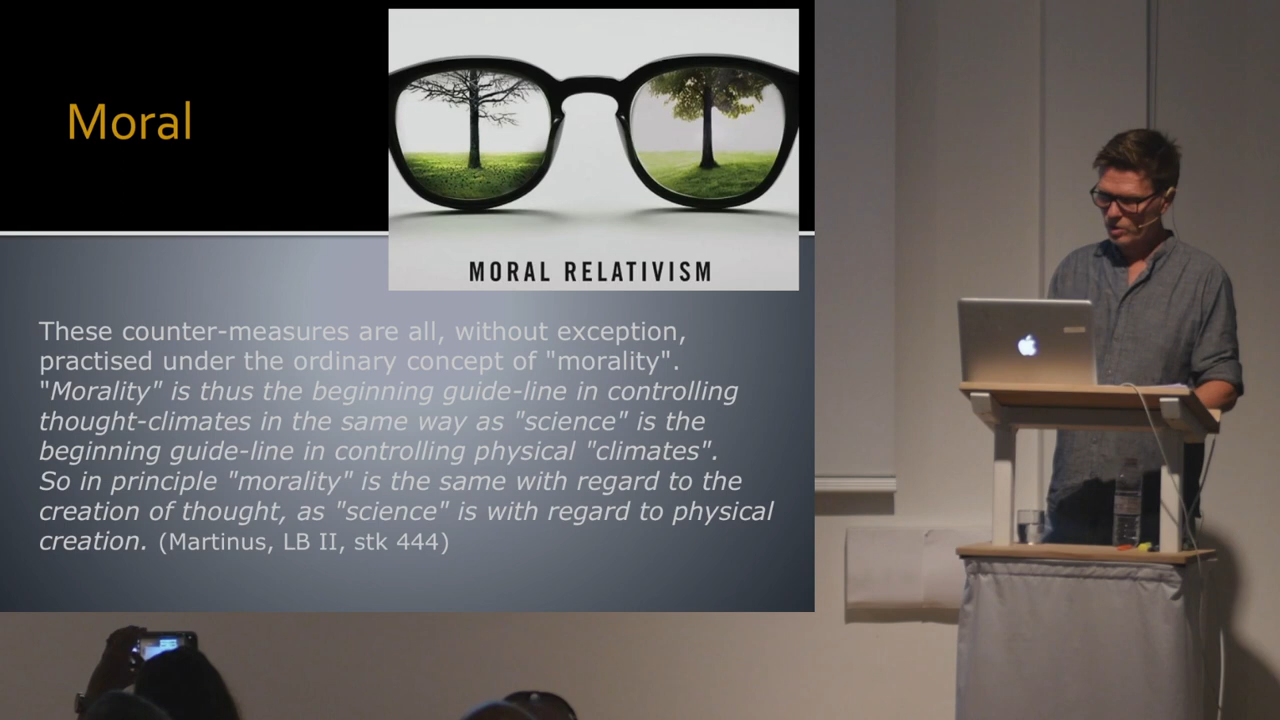 Moral
MORAL RELATIVISM
These counter-measures are all, without exception,
practised under the ordinary concept of "morality".
"Morality" is thus the beginning guide-line in controlling
thought-climates in the same way as "science" is the
beginning guide-line in controlling physical "climates".
So in principle "morality" is the same with regard to the
creation of thought, as "science" is with regard to physical
creation. (Martinus, LB II, stk 444)